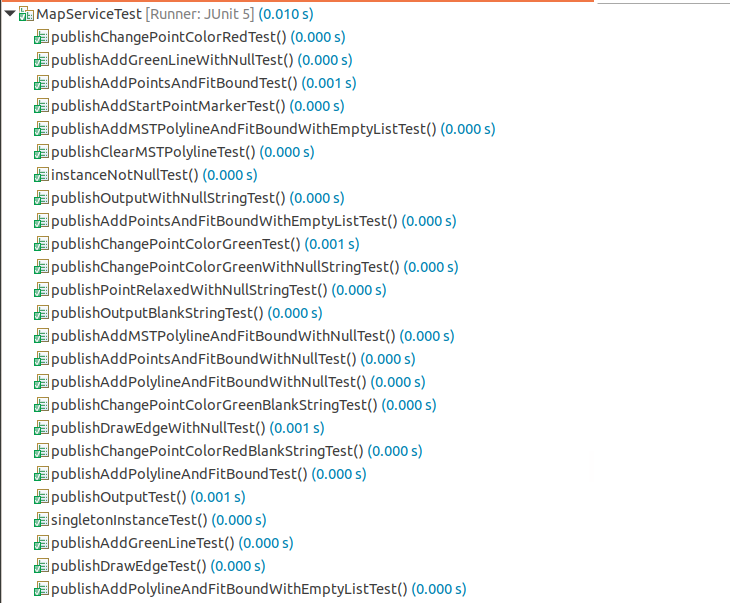 MapServiceTest [Runner: JUnit 5] (0.010 s)
publishChangePointColorRedTest() (0.000 s)
publishAddGreenLineWithNullTest() (0.000 s)
publishAddPointsAndFitBoundTest() (0.001 s)
publishAddStartPointMarkerTest() (0.000 s)
publishAddMSTPolylineAndFitBoundWithEmptyListTest() (0.000 s)
publishClearMSTPolylineTest() (0.000 s)
instanceNotNullTest() (0.000 s)
publishOutputWithNullStringTest() (0.000 s)
publishAddPointsAndFitBoundWithEmptyListTest() (0.000 s)
publishChangePointColorGreenTest() (0.001 s)
publishChangePointColorGreenWithNullStringTest() (0.000 s)
publishPointRelaxedWithNullStringTest() (0.000 s)
publishOutputBlankStringTest() (0.000 s)
publishAddMSTPolylineAndFitBoundWithNullTest() (0.000 s)
publishAddPointsAndFitBoundWithNullTest() (0.000 s)
publishAddPolylineAndFitBoundWithNullTest() (0.000 s)
publishChangePointColorGreenBlankStringTest() (0.000 s)
publishDrawEdgeWithNullTest() (0.001 s)
publishChangePointColorRedBlankStringTest() (0.000 s)
publishAddPolylineAndFitBoundTest() (0.000 s)
publishOutputTest() (0.001 s)
singletonInstanceTest() (0.000 s)
publishAddGreenLineTest() (0.000 s)
publishDrawEdgeTest() (0.000 s)
publishAddPolylineAndFitBoundWithEmptyListTest() (0.000 s)